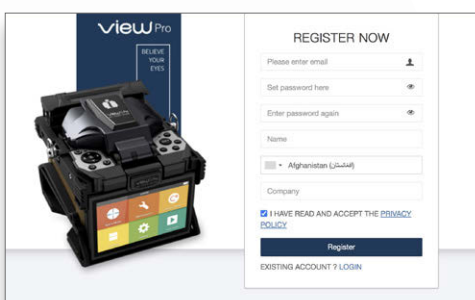 VIEW Pro
BELIEVE
YOUR
EYES
REGISTER NOW
Please enter email
Set password here
Enter password again
Name
Afghanistan (‫افغانستان‬‎)
Company
I HAVE READ AND ACCEPT THE PRIVACY
POLICY
Register
EXISTING ACCOUNT ? LOGIN